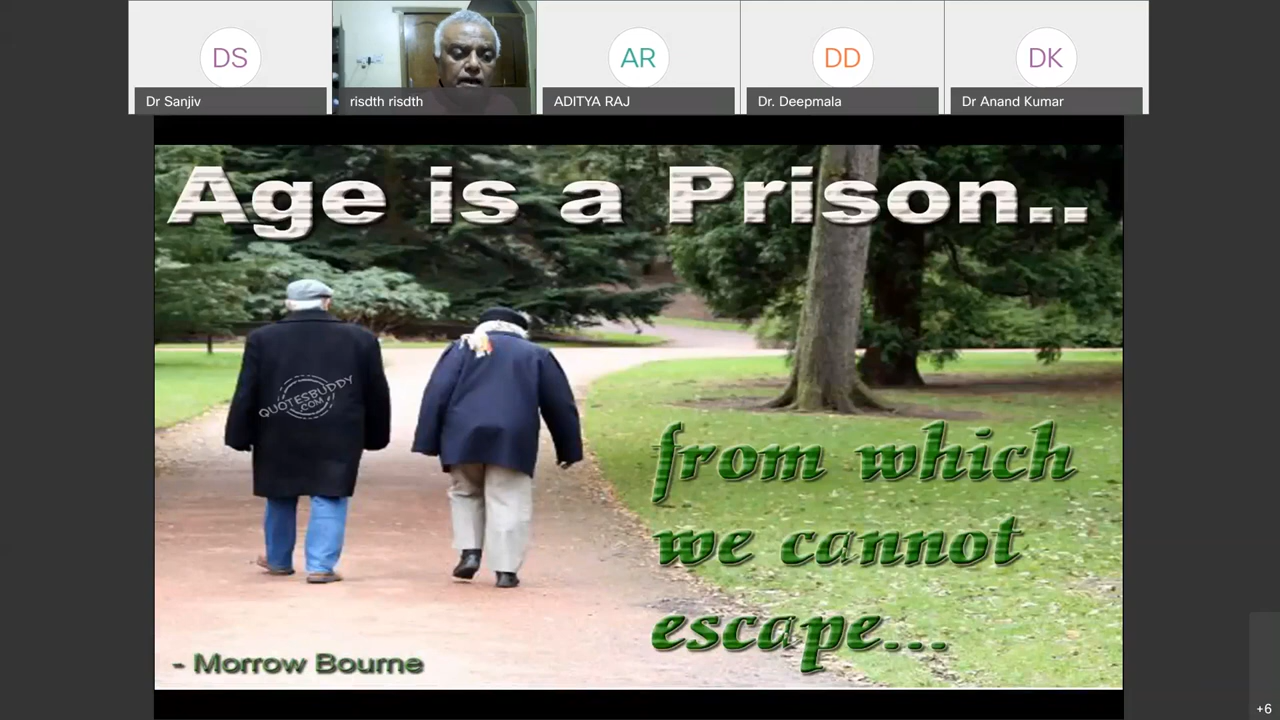 DS
AR
DD
DK
Dr Sanjiv
risdth risdth
ADITYA RAJ
Dr. Deepmala
Dr Anand Kumar
Age is a Prison..
QUOTESBUDDY
.COM
from which
we cannot
escape...
- Morrow Bourne
+6